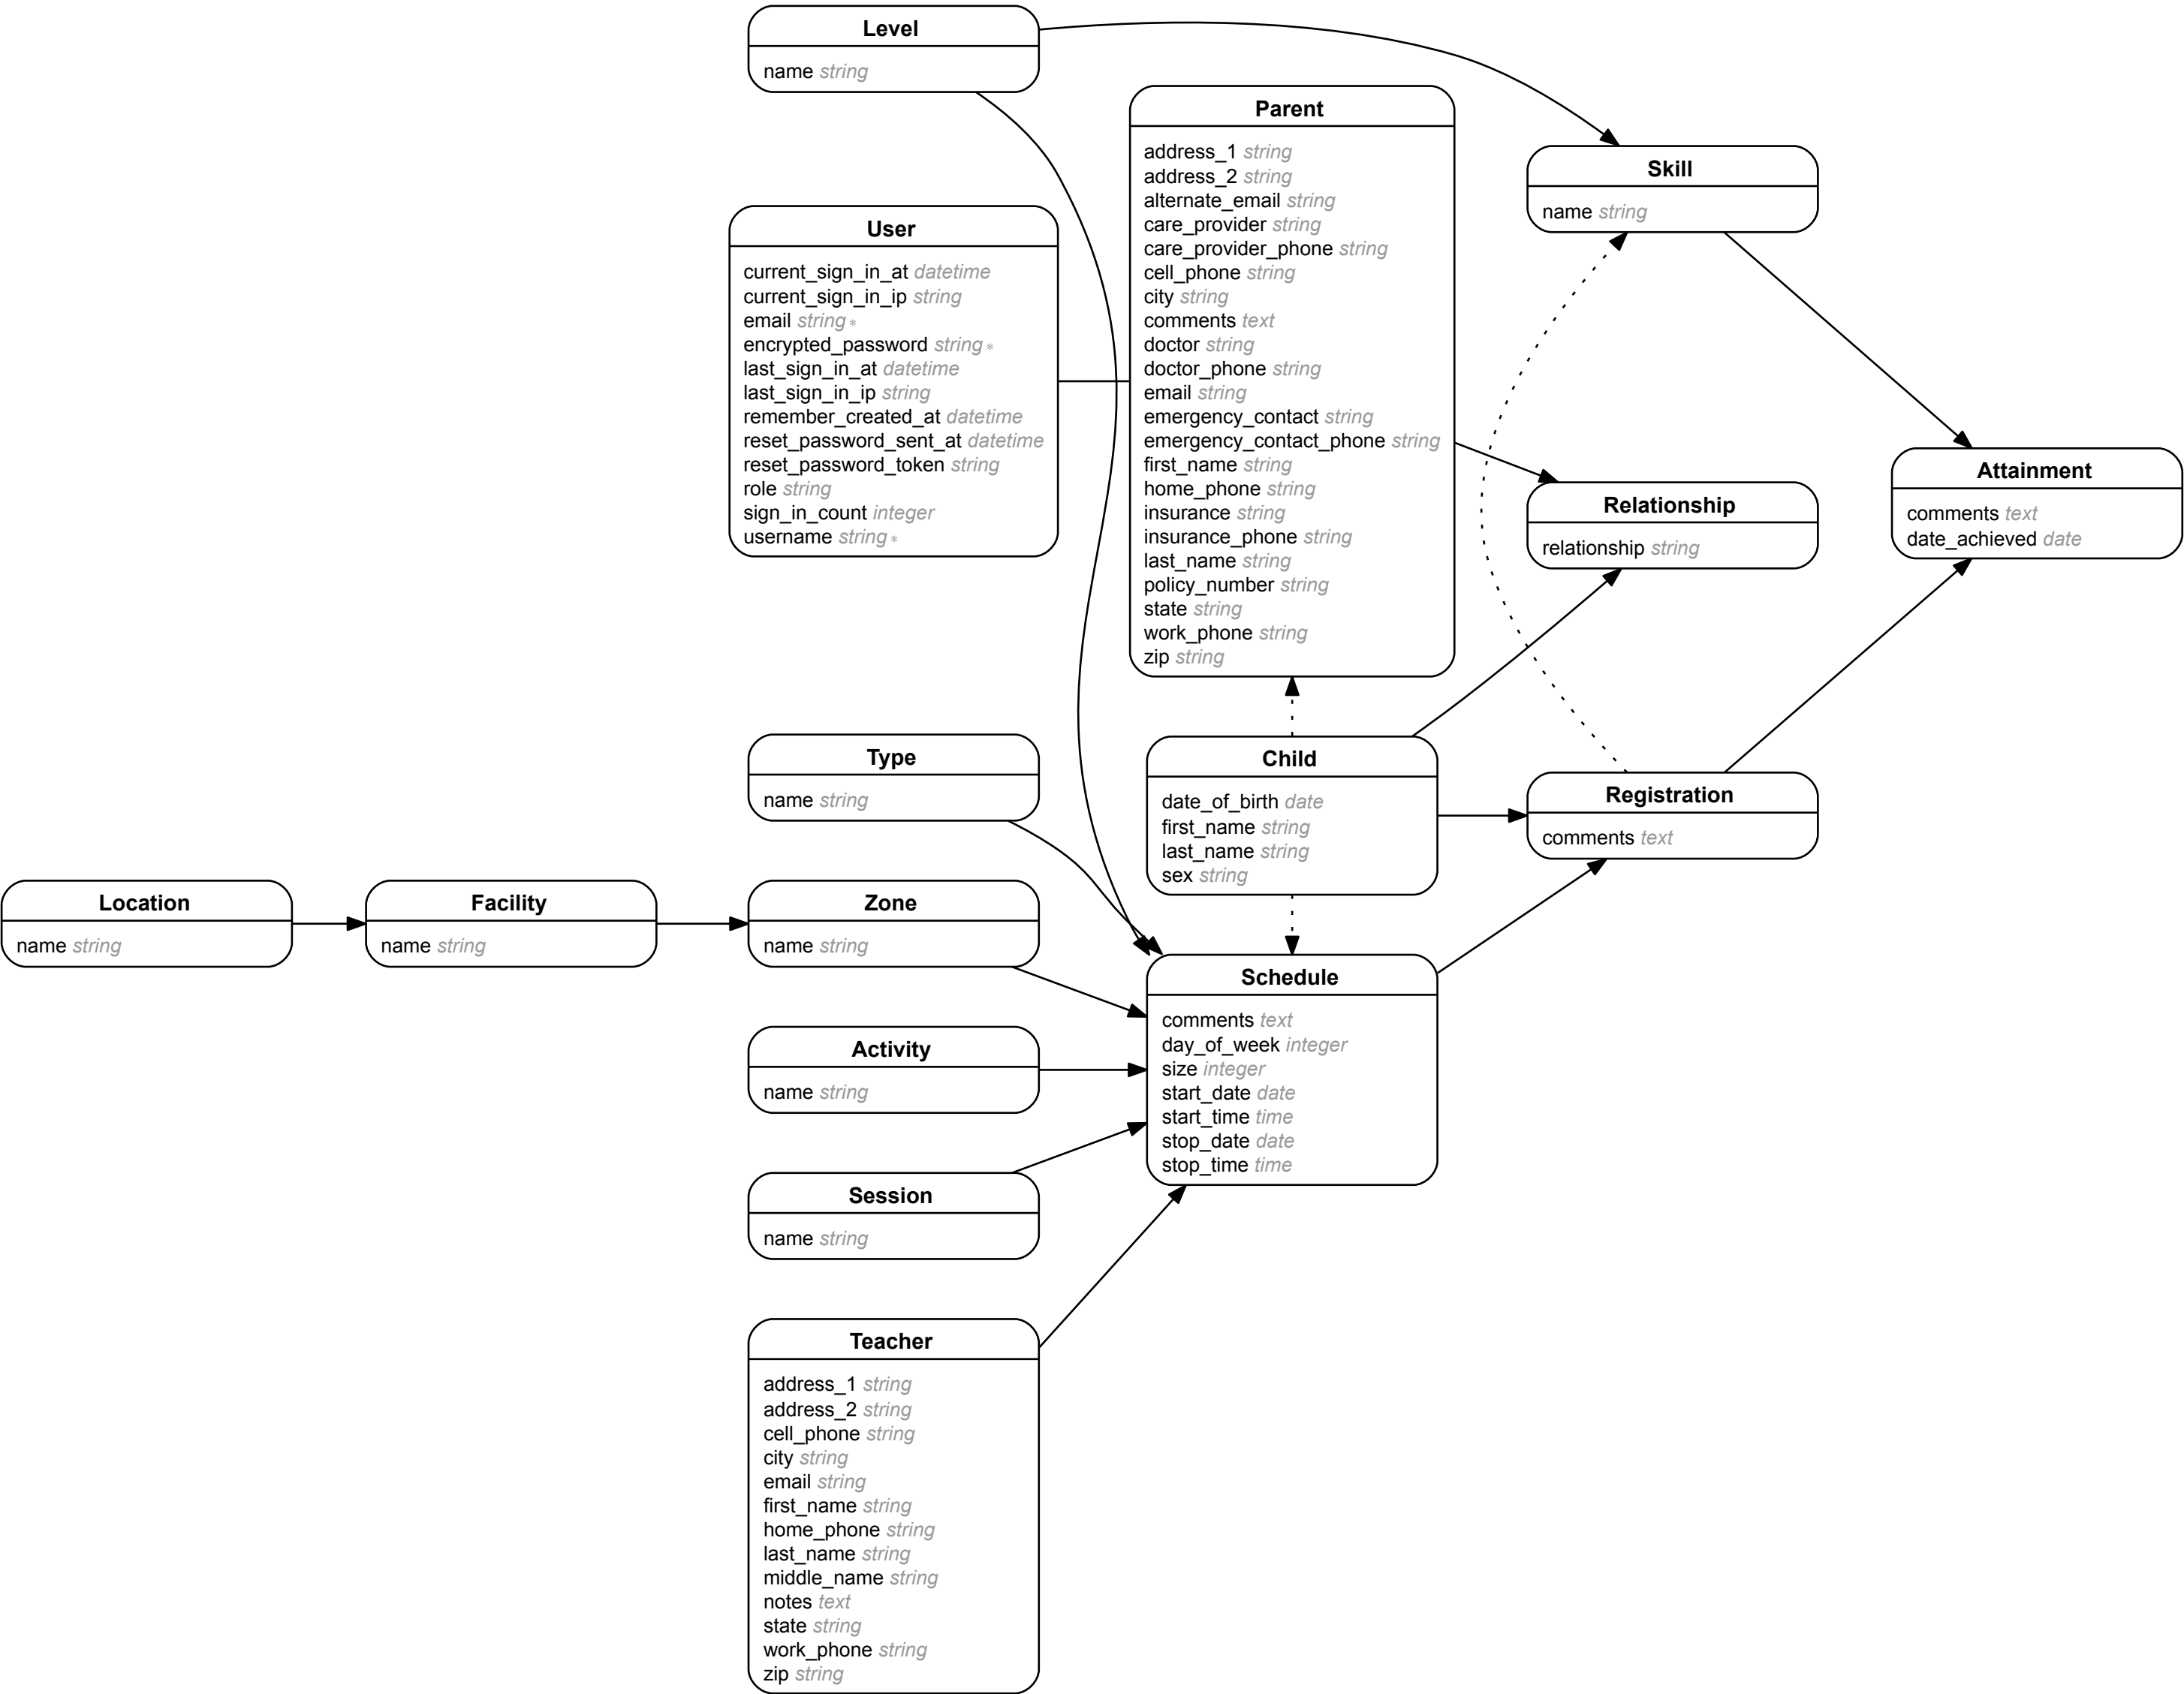 Level
name string
Parent
address_1 string
address_2 string
alternate_email string
care_provider string
care_provider_phone string
cell_phone string
city string
comments text
doctor string
doctor_phone string
email string
emergency_contact string
emergency_contact_phone string
first_name string
home_phone string
insurance string
insurance_phone string
last_name string
policy_number string
state string
work_phone string
zip string
Skill
name string
User
current_sign_in_at datetime
current_sign_in_ip string
email string *
encrypted_password string *
last_sign_in_at datetime
last_sign_in_ip string
remember_created_at datetime
reset_password_sent_at datetime
reset_password_token string
role string
sign_in_count integer
username string *
Relationship
relationship string
Attainment
comments text
date_achieved date
Type
name string
Child
date_of_birth date
first_name string
last_name string
sex string
Registration
comments text
Location
name string
Facility
name string
Zone
name string
Schedule
comments text
day_of_week integer
size integer
start_date date
start_time time
stop_date date
stop_time time
Activity
name string
Session
name string
Teacher
address_1 string
address_2 string
cell_phone string
city string
email string
first_name string
home_phone string
last_name string
middle_name string
notes text
state string
work_phone string
zip string